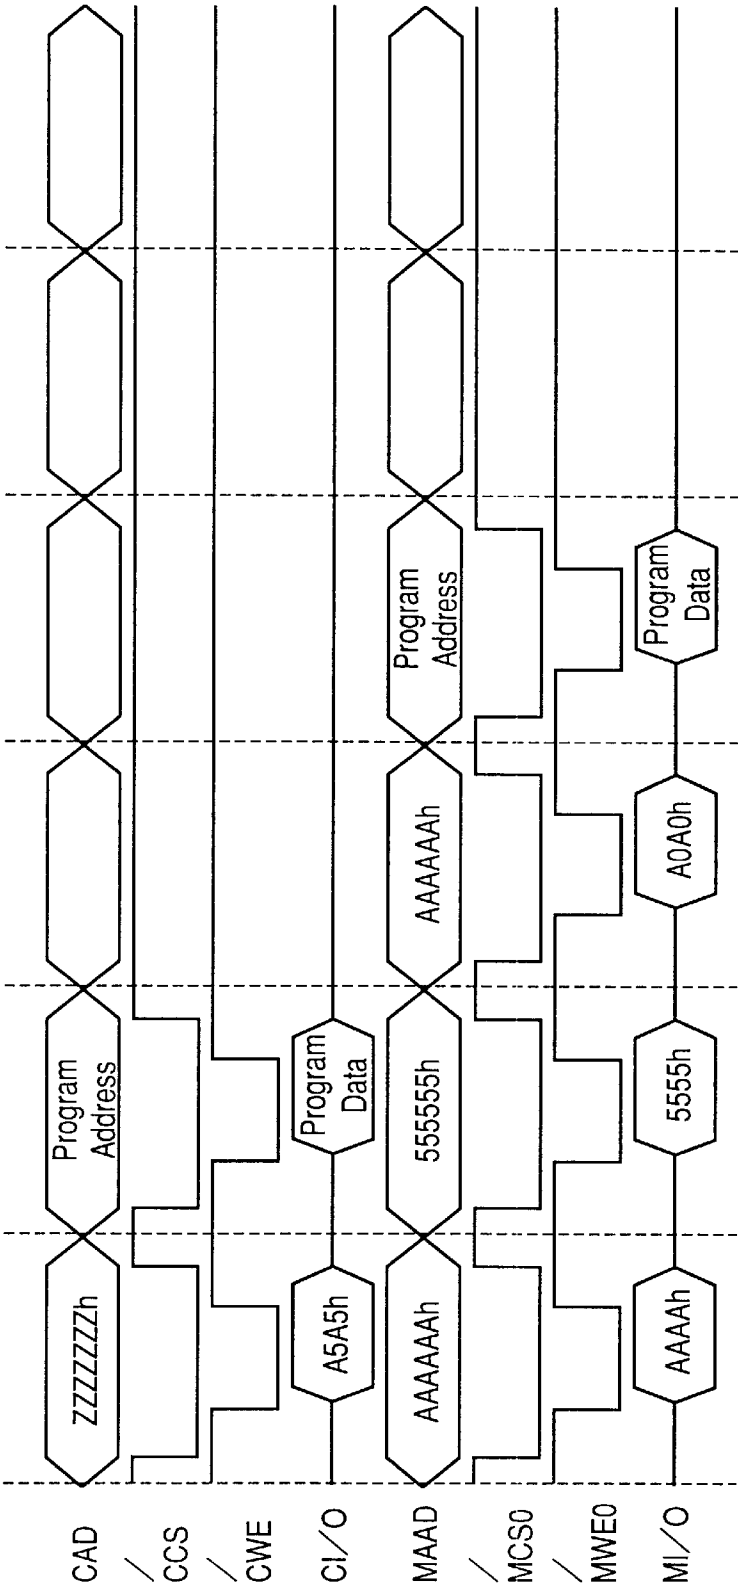 CAD
ZZZZZZZh
Program
Address
/
CCS
/
CWE
CI/O
A5A5h
Program
Data
MAAD
AAAAAAh
555555h
AAAAAAh
Program
Address
/
MCS0
/
MWE0
MI/O
AAAAh
5555h
A0A0h
Program
Data